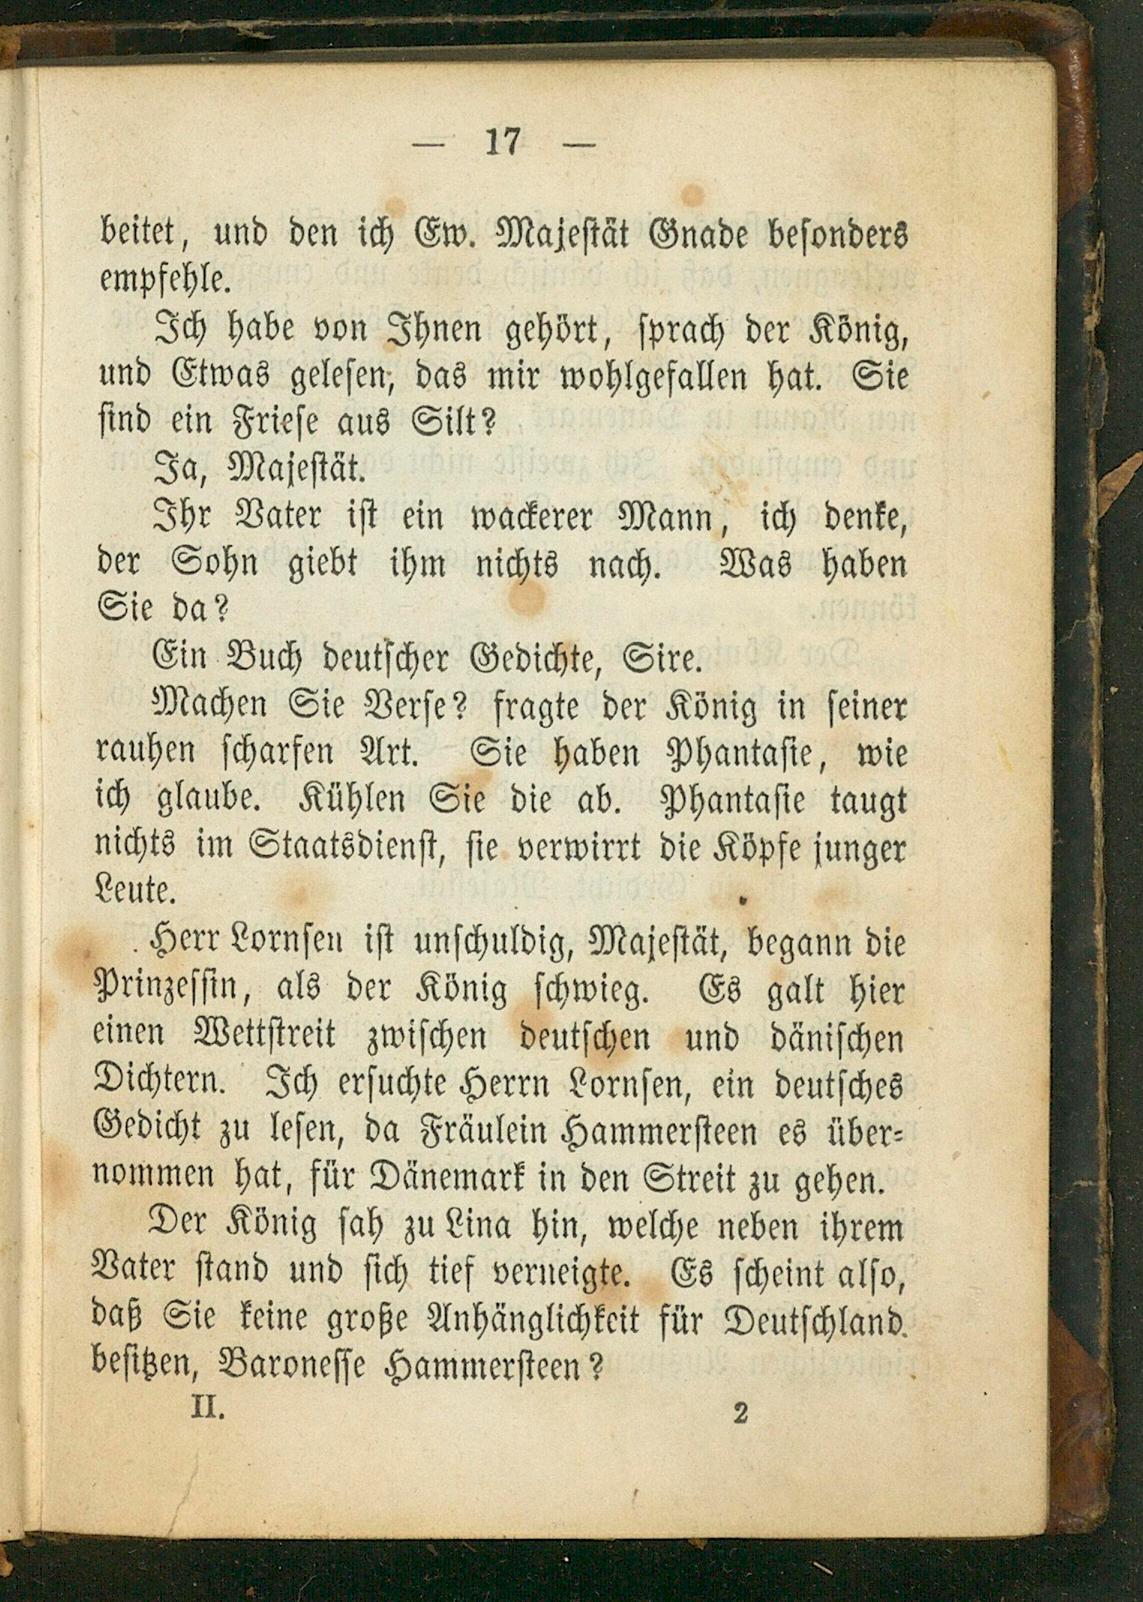 — 17 —
beitet, und den ich Ew. Majestät Gnade besonders
empfehle.
Ich habe von Ihnen gehört, sprach der König,
und Etwas gelesen, das mir wohlgefallen hat. Sie
sind ein Friese aus Silt?
Ja, Majestät.
Ihr Vater ist ein wackerer Mann, ich denke,
der Sohn giebt ihm nichts nach. Was haben
Sie da?
Ein Buch deutscher Gedichte, Sire.
Machen Sie Verse? fragte der König in seiner
rauhen scharfen Art. Sie haben Phantasie, wie
ich glaube. Kühlen Sie die ab. Phantasie taugt
nichts im Staatsdienst, sie verwirrt die Köpfe junger
Leute.
Herr Lornsen ist unschuldig, Majestät, begann die
Prinzessin, als der König schwieg. Es galt hier
einen Wettstreit zwischen deutschen und dänischen
Dichtern. Ich ersuchte Herrn Lornsen, ein deutsches
Gedicht zu lesen, da Fräulein Hammersteen es über-
nommen hat, für Dänemark in den Streit zu gehen.
Der König sah zu Lina hin, welche neben ihrem
Vater stand und sich tief verneigte. Es scheint also,
daß Sie keine große Anhänglichkeit für Deutschland
besitzen, Baronesse Hammersteen?
II. 2